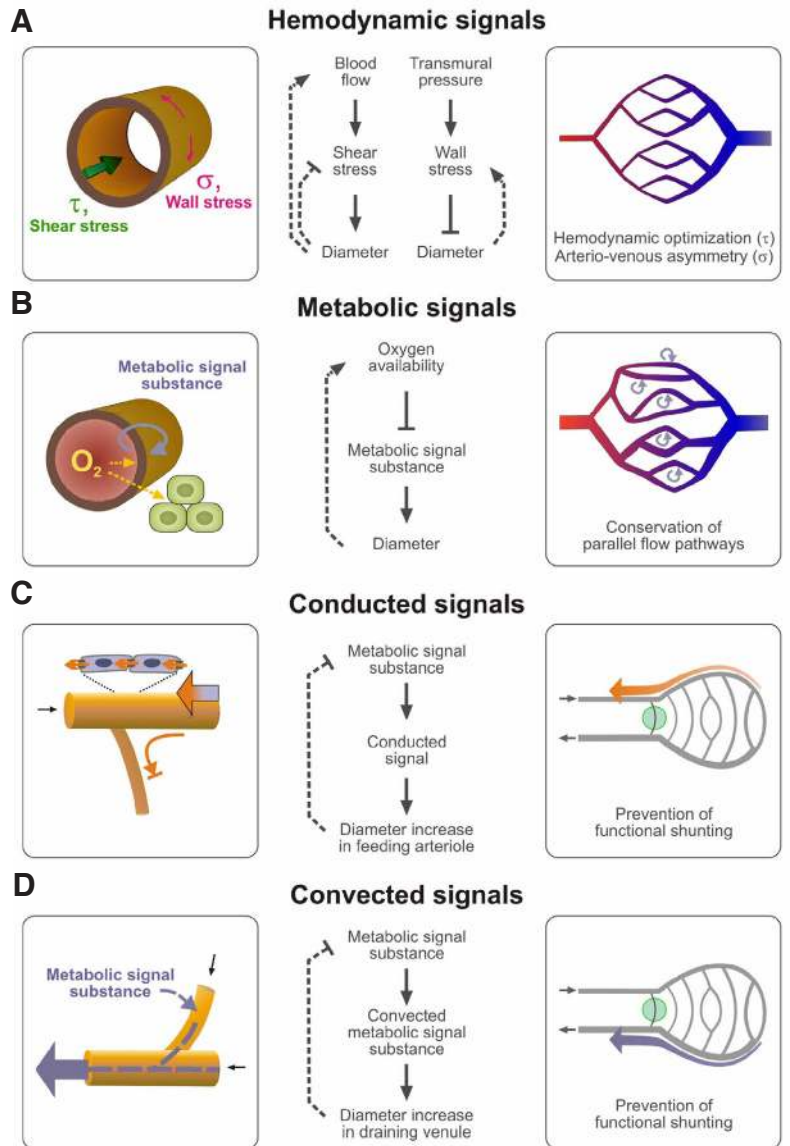 A
Hemodynamic signals
τ,
Shear stress
σ,
Wall stress
Blood
flow
Shear
stress
Diameter
Transmural
pressure
Wall
stress
Diameter
Hemodynamic optimization (τ)
Arterio-venous asymmetry (σ)
B
Metabolic signals
Metabolic signal
substance
O2
Oxygen
availability
Metabolic signal
substance
Diameter
Conservation of
parallel flow pathways
C
Conducted signals
Metabolic signal
substance
Conducted
signal
Diameter increase
in feeding arteriole
Prevention of
functional shunting
D
Convected signals
Metabolic signal
substance
Metabolic signal
substance
Convected
metabolic signal
substance
Diameter increase
in draining venule
Prevention of
functional shunting